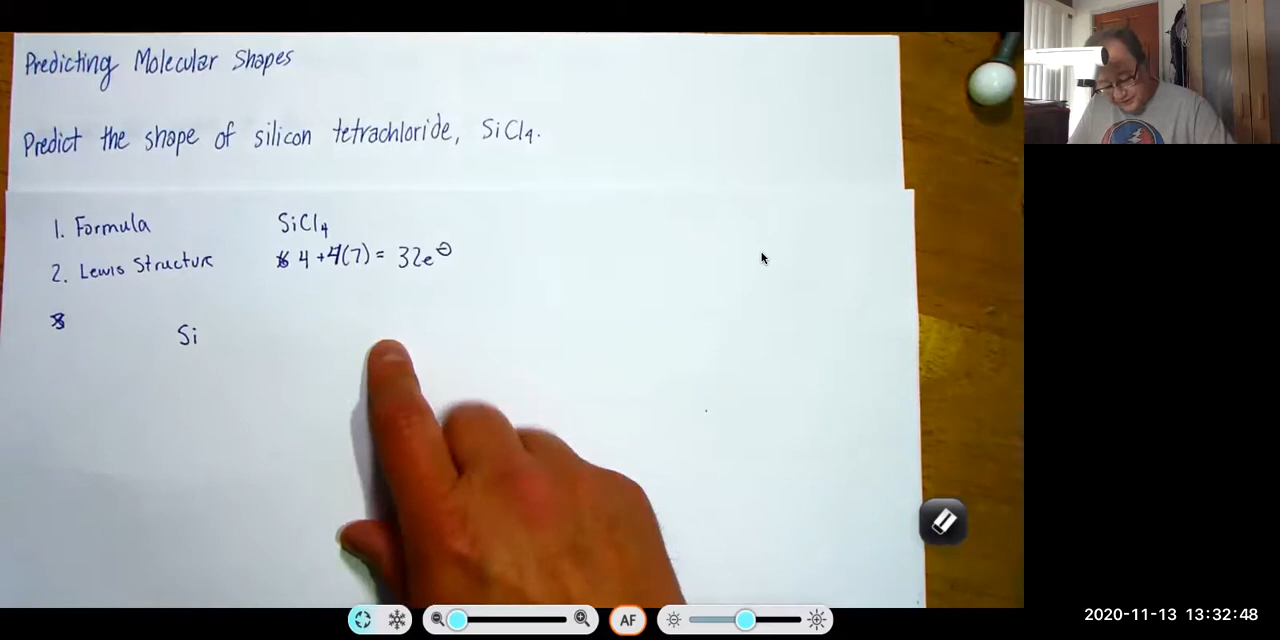 Predicting Molecular Shapes
Predict the shape of silicon tetrachloride, SiCl4.
1. Formula SiCl4
2. Lewis Structure 4 + 4(7) = 32e⊖
Si
AF
2020-11-13 13:32:48